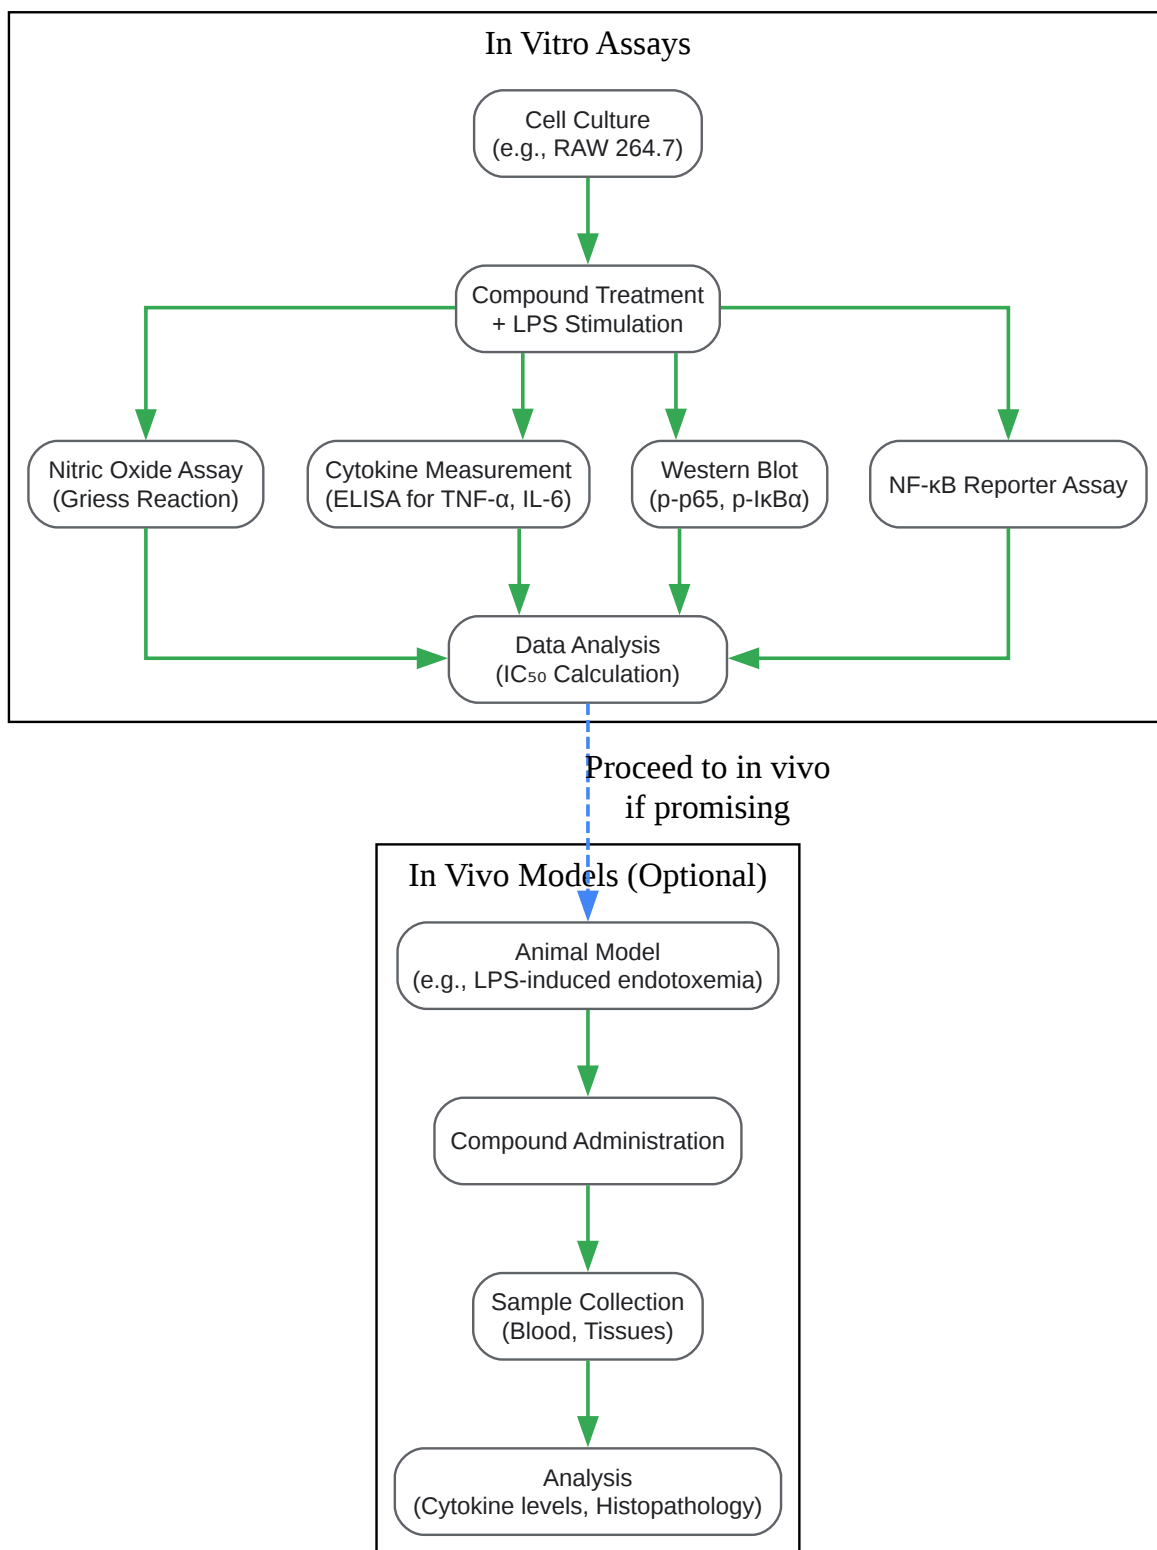 In Vitro Assays
Cell Culture
(e.g., RAW 264.7)
Compound Treatment
+ LPS Stimulation
Nitric Oxide Assay
(Griess Reaction)
Cytokine Measurement
(ELISA for TNF-α, IL-6)
Western Blot
(p-p65, p-IκBα)
NF-κB Reporter Assay
Data Analysis
(IC₅₀ Calculation)
Proceed to in vivo
if promising
In Vivo Models (Optional)
Animal Model
(e.g., LPS-induced endotoxemia)
Compound Administration
Sample Collection
(Blood, Tissues)
Analysis
(Cytokine levels, Histopathology)